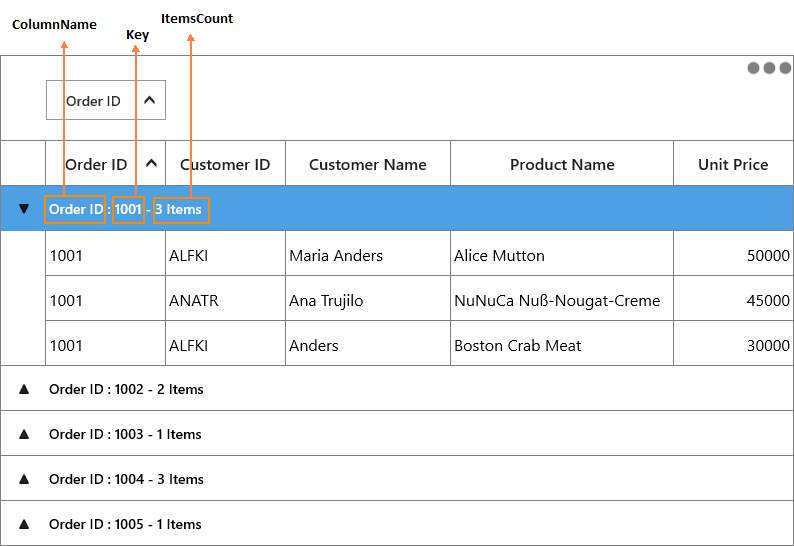 ColumnName Key ItemsCount
Order ID
Order ID Customer ID Customer Name Product Name Unit Price
Order ID : 1001 - 3 Items
1001 ALFKI Maria Anders Alice Mutton 50000
1001 ANATR Ana Trujilo NuNuCa Nuß-Nougat-Creme 45000
1001 ALFKI Anders Boston Crab Meat 30000
Order ID : 1002 - 2 Items
Order ID : 1003 - 1 Items
Order ID : 1004 - 3 Items
Order ID : 1005 - 1 Items